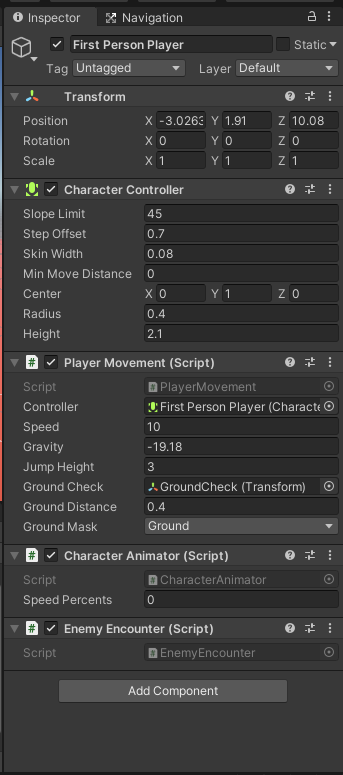 Inspector Navigation
First Person Player Static
Tag Untagged Layer Default
Transform
Position X -3.0263 Y 1.91 Z 10.08
Rotation X 0 Y 0 Z 0
Scale X 1 Y 1 Z 1
Character Controller
Slope Limit 45
Step Offset 0.7
Skin Width 0.08
Min Move Distance 0
Center X 0 Y 1 Z 0
Radius 0.4
Height 2.1
# Player Movement (Script)
Script # PlayerMovement
Controller First Person Player (Characte
Speed 10
Gravity -19.18
Jump Height 3
Ground Check GroundCheck (Transform)
Ground Distance 0.4
Ground Mask Ground
# Character Animator (Script)
Script # CharacterAnimator
Speed Percents 0
# Enemy Encounter (Script)
Script # EnemyEncounter
Add Component